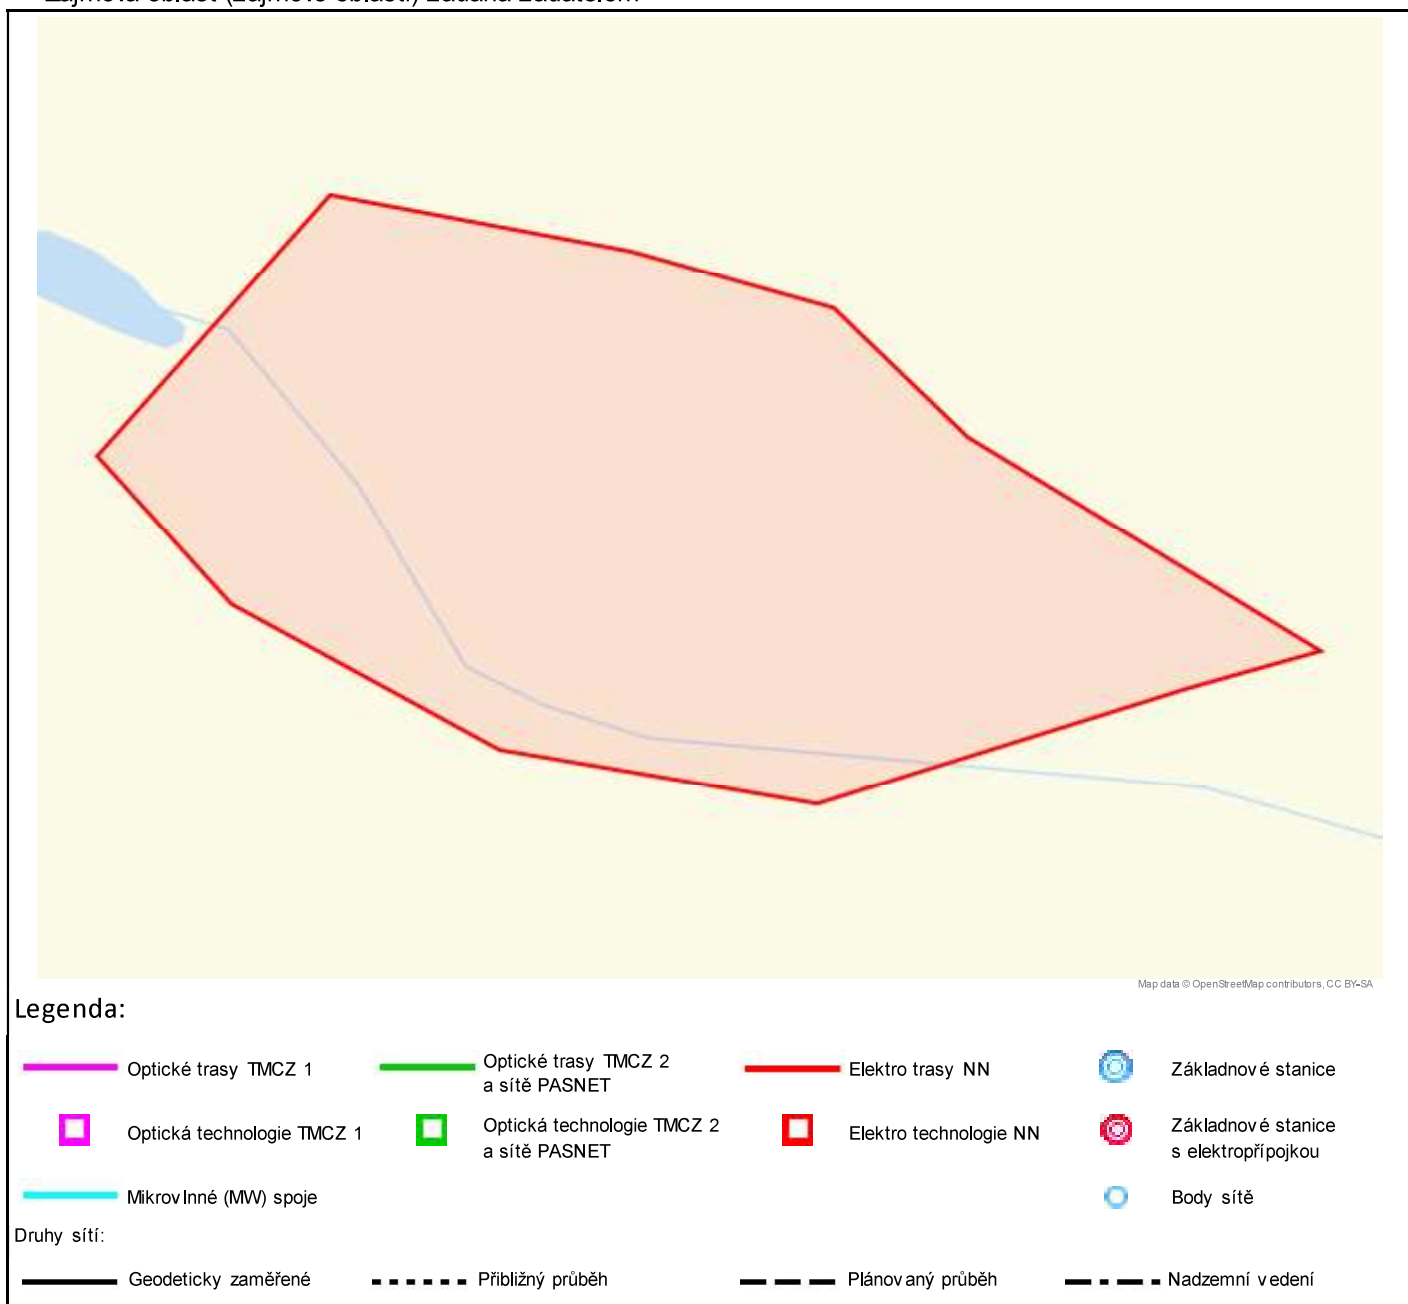 Map data © OpenStreetMap contributors, CC BY-SA
Legenda:
Optické trasy TMCZ 1
Optické trasy TMCZ 2
a sítě PASNET
Elektro trasy NN
Základnové stanice
Optická technologie TMCZ 1
Optická technologie TMCZ 2
a sítě PASNET
Elektro technologie NN
Základnové stanice
s elektropřípojkou
Mikrovlnné (MW) spoje
Body sítě
Druhy sítí:
Geodeticky zaměřené
Přibližný průběh
Plánovaný průběh
Nadzemní vedení